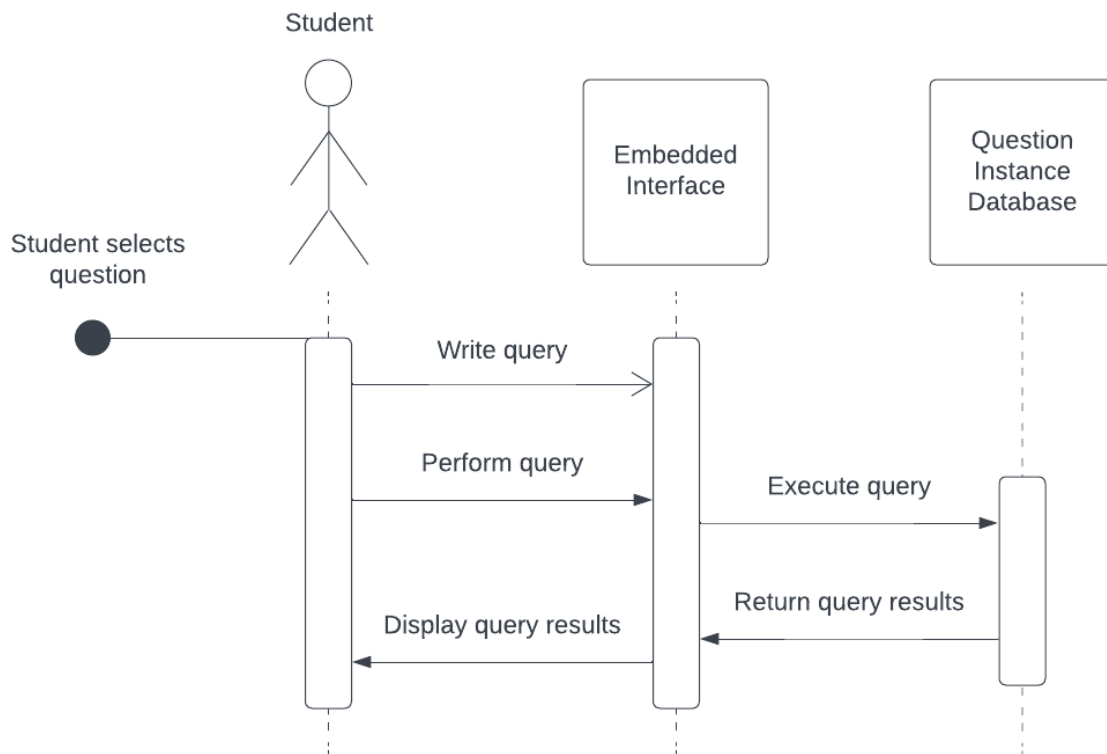 Student
Embedded
Interface
Question
Instance
Database
Student selects
question
Write query
Perform query
Execute query
Return query results
Display query results